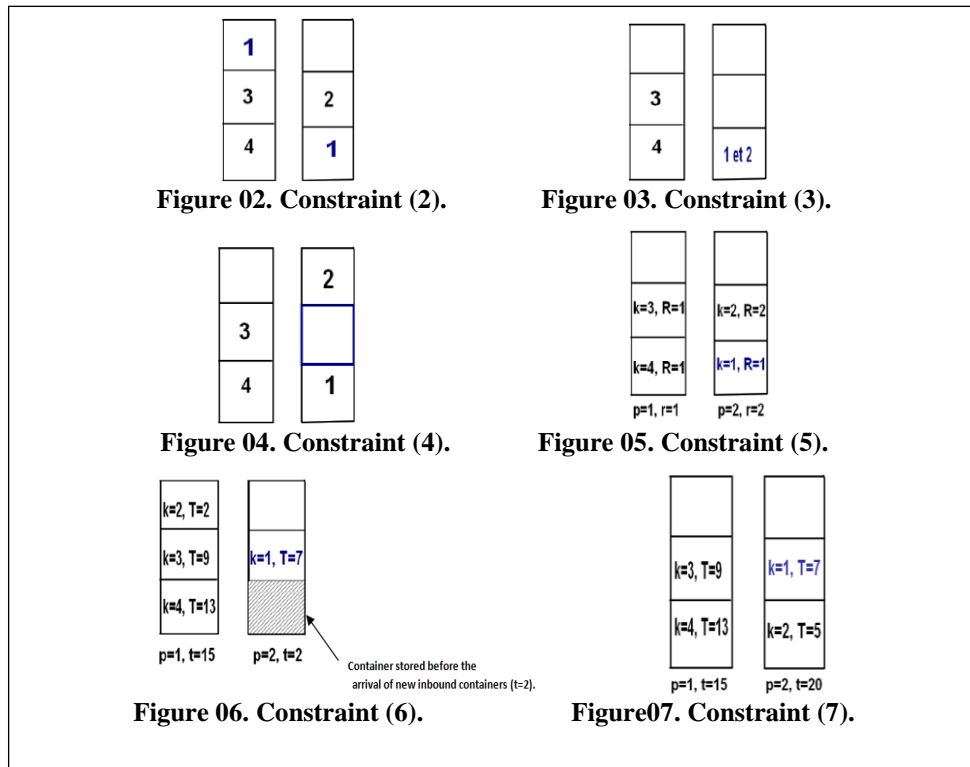 1
3
2
4
1
Figure 02. Constraint (2).
3
4
1 et 2
Figure 03. Constraint (3).
2
3
4
1
Figure 04. Constraint (4).
k=3, R=1
k=2, R=2
k=4, R=1
k=1, R=1
p=1, r=1
p=2, r=2
Figure 05. Constraint (5).
k=2, T=2
k=3, T=9
k=1, T=7
k=4, T=13
p=1, t=15
p=2, t=2
Container stored before the
arrival of new inbound containers (t=2).
Figure 06. Constraint (6).
k=3, T=9
k=1, T=7
k=4, T=13
k=2, T=5
p=1, t=15
p=2, t=20
Figure07. Constraint (7).